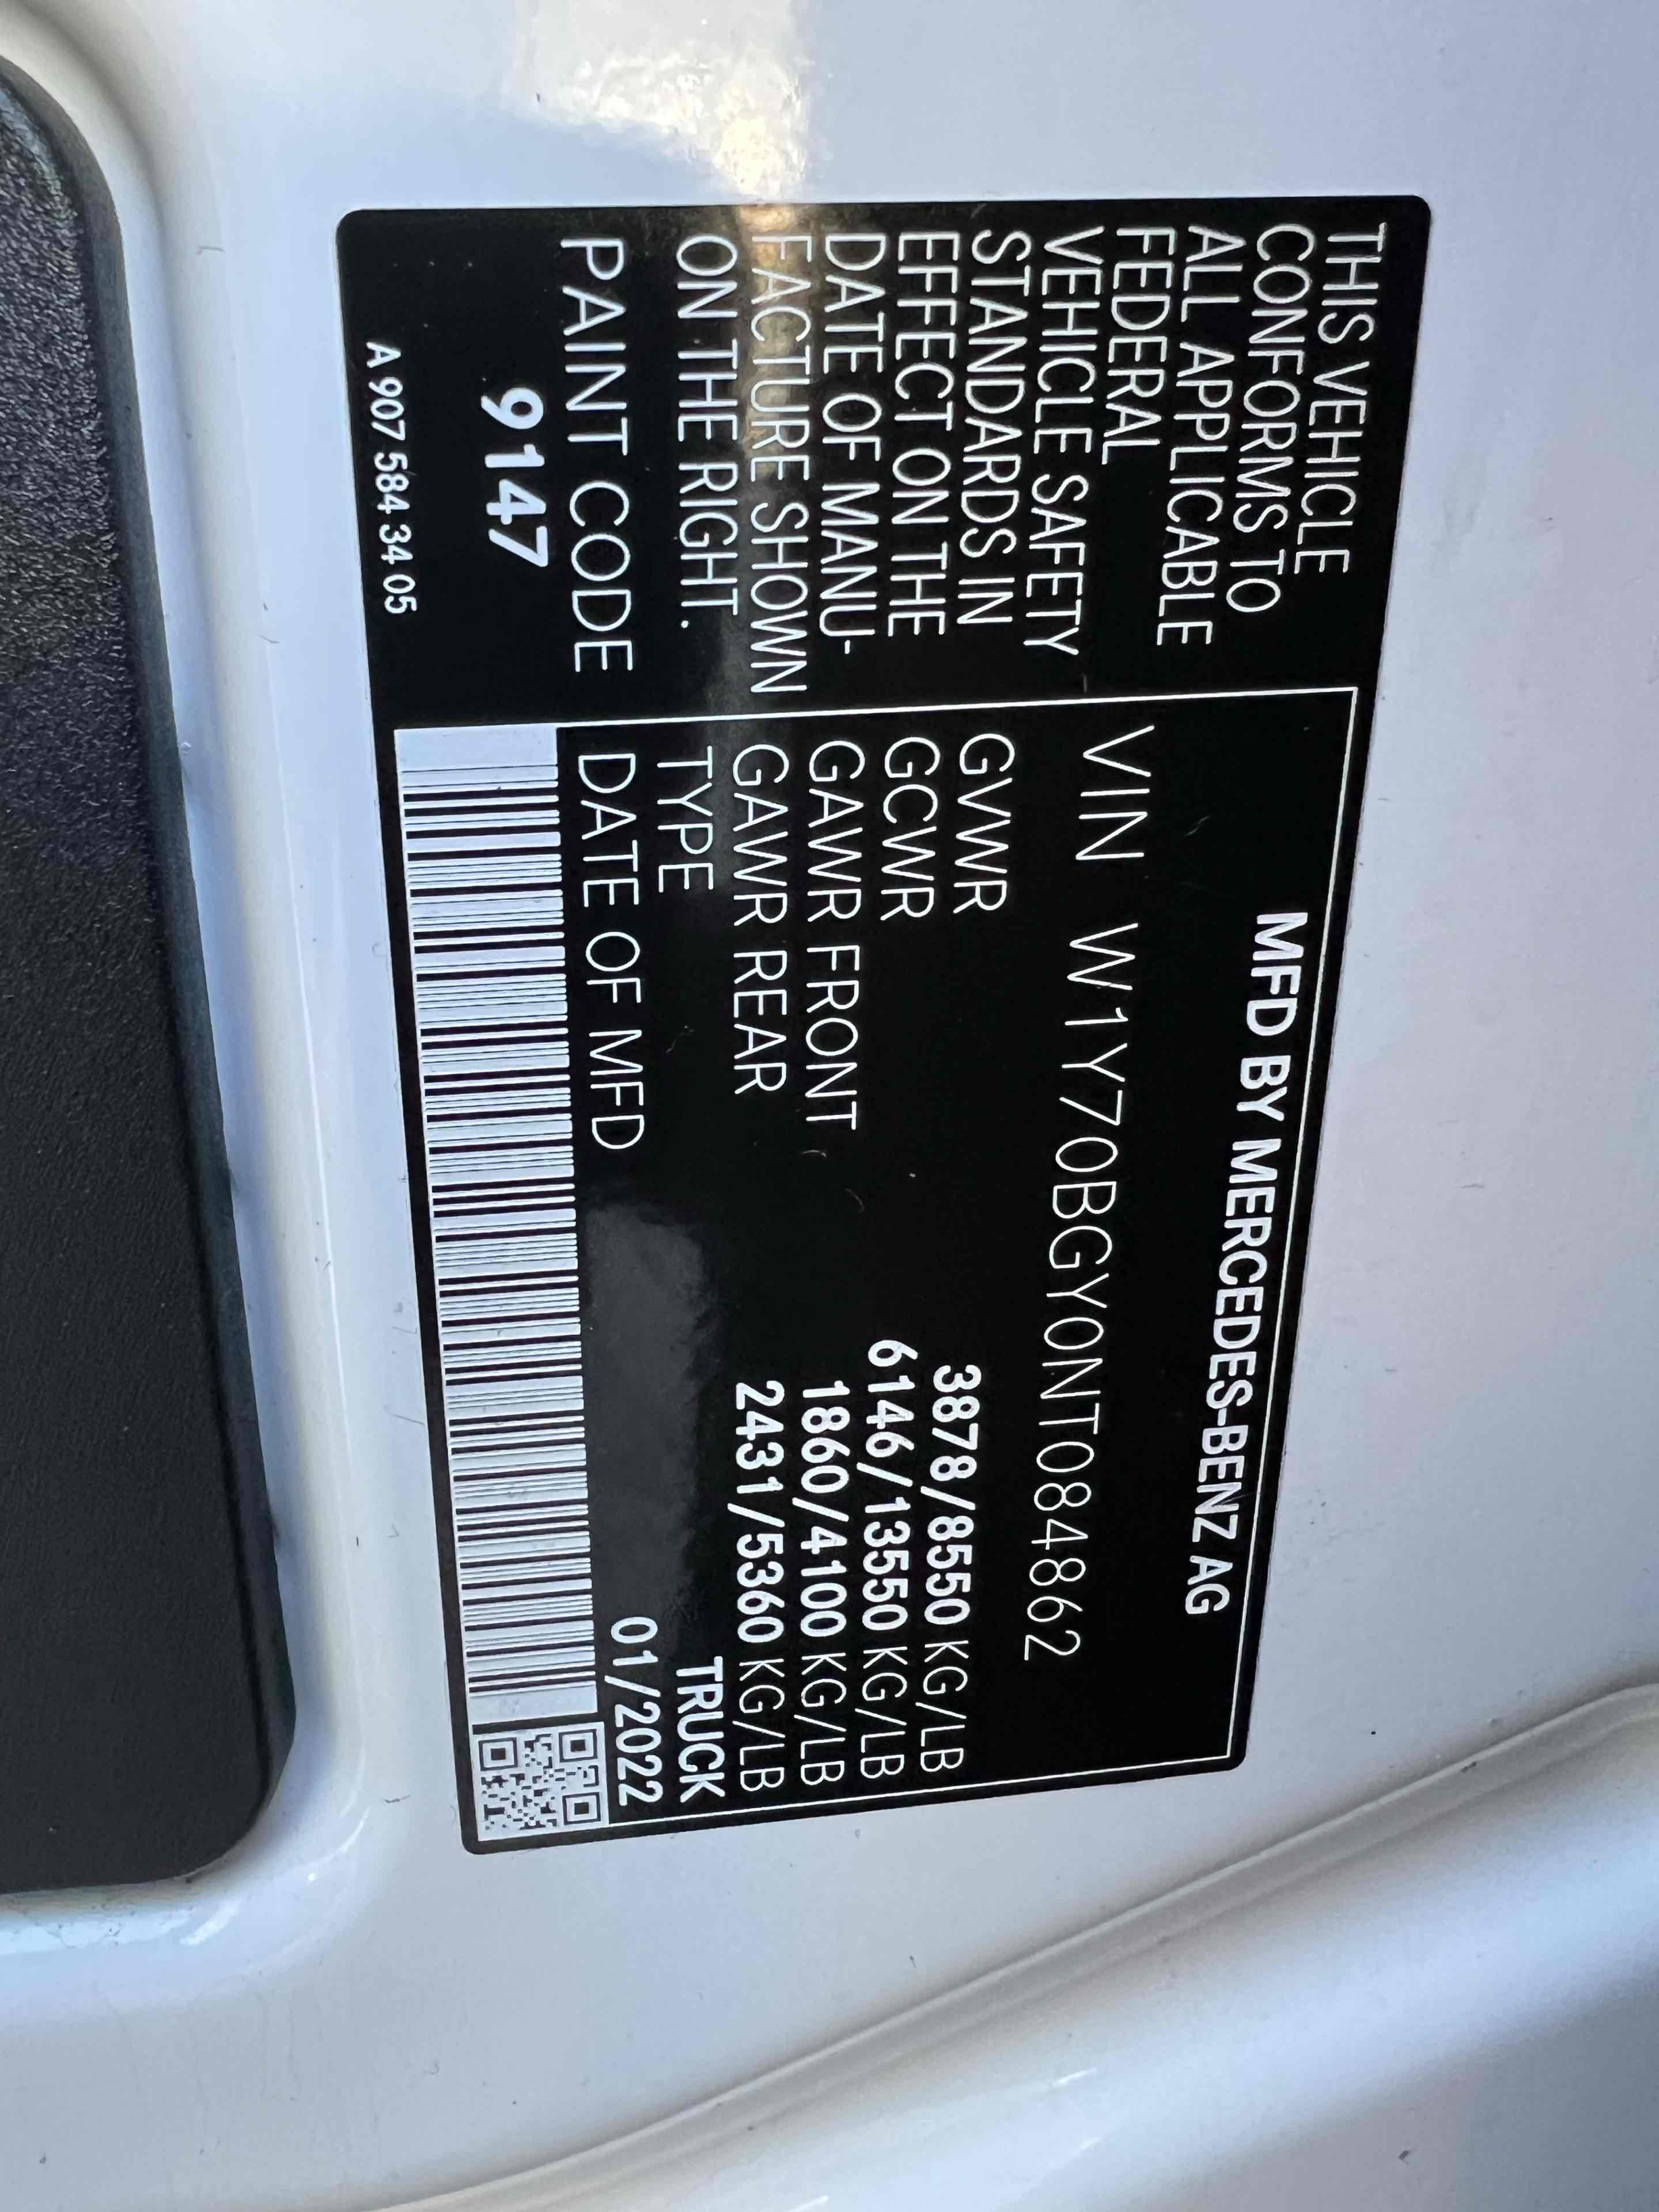 THIS VEHICLE
CONFORMS TO
ALL APPLICABLE
FEDERAL
VEHICLE SAFETY
STANDARDS IN
EFFECT ON THE
DATE OF MANU-
FACTURE SHOWN
ON THE RIGHT.
PAINT CODE
9147
A 907 584 34 05
MFD BY MERCEDES-BENZ AG
VIN W1Y70BGY0NT084862
GVWR 3878/8550 KG/LB
GCWR 6146/13550 KG/LB
GAWR FRONT 1860/4100 KG/LB
GAWR REAR 2431/5360 KG/LB
TYPE TRUCK
DATE OF MFD 01/2022